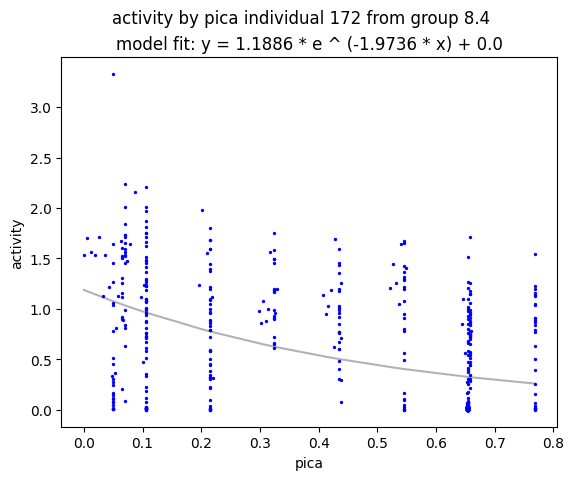 activity by pica individual 172 from group 8.4
model fit: y = 1.1886 * e ^ (-1.9736 * x) + 0.0
3.0
2.5
2.0
1.5
1.0
0.5
0.0
activity
0.0 0.1 0.2 0.3 0.4 0.5 0.6 0.7 0.8
pica